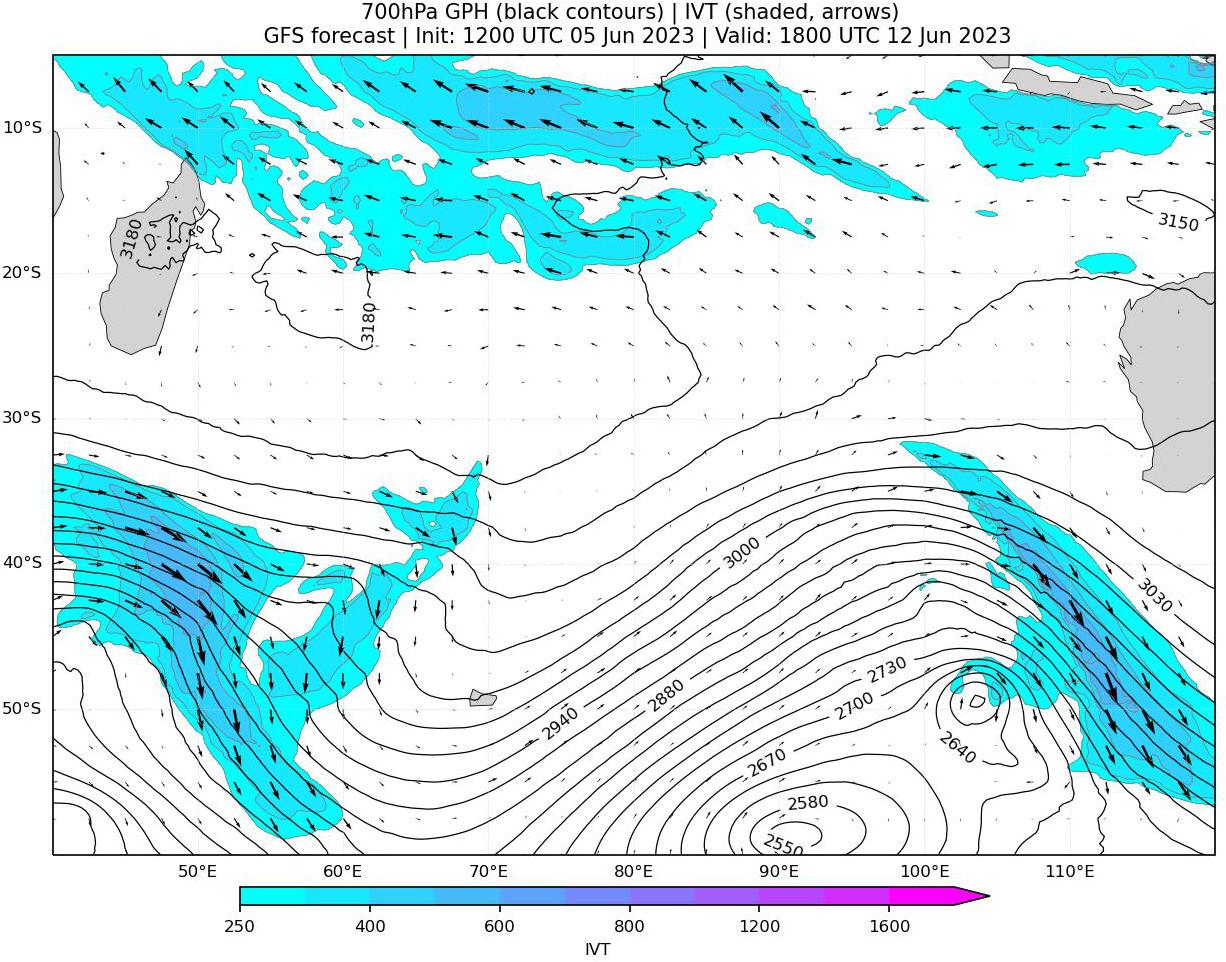 700hPa GPH (black contours) | IVT (shaded, arrows)
GFS forecast | Init: 1200 UTC 05 Jun 2023 | Valid: 1800 UTC 12 Jun 2023
10°S
20°S
30°S
40°S
50°S
3180
3180
3150
3000
3030
2730
2700
2880
2940
2640
2670
2580
2550
50°E 60°E 70°E 80°E 90°E 100°E 110°E
250 400 600 800 1200 1600
IVT